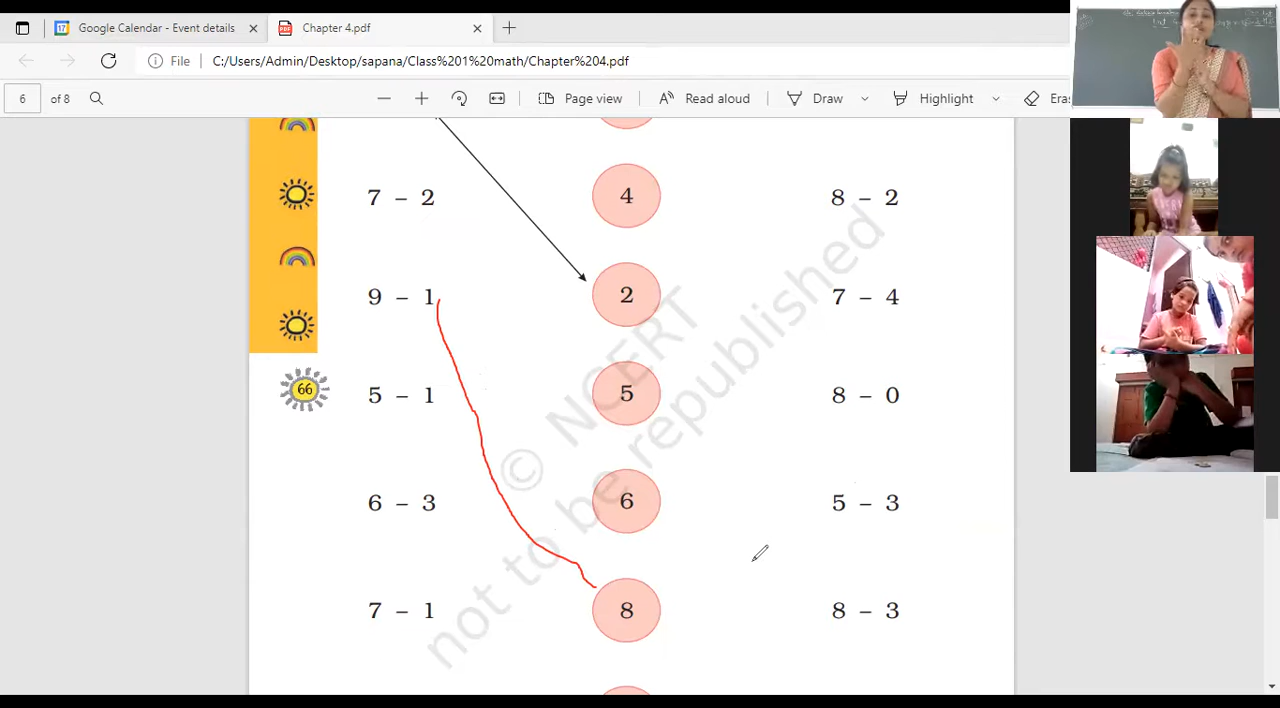 Google Calendar - Event details
Chapter 4.pdf
File
C:/Users/Admin/Desktop/sapana/Class%201%20math/Chapter%204.pdf
6 of 8
Page view
Read aloud
Draw
Highlight
Eras
7 – 2
4
8 – 2
9 – 1
2
7 – 4
66
5 – 1
5
8 – 0
6 – 3
6
5 – 3
7 – 1
8
8 – 3
© NCERT
not to be republished